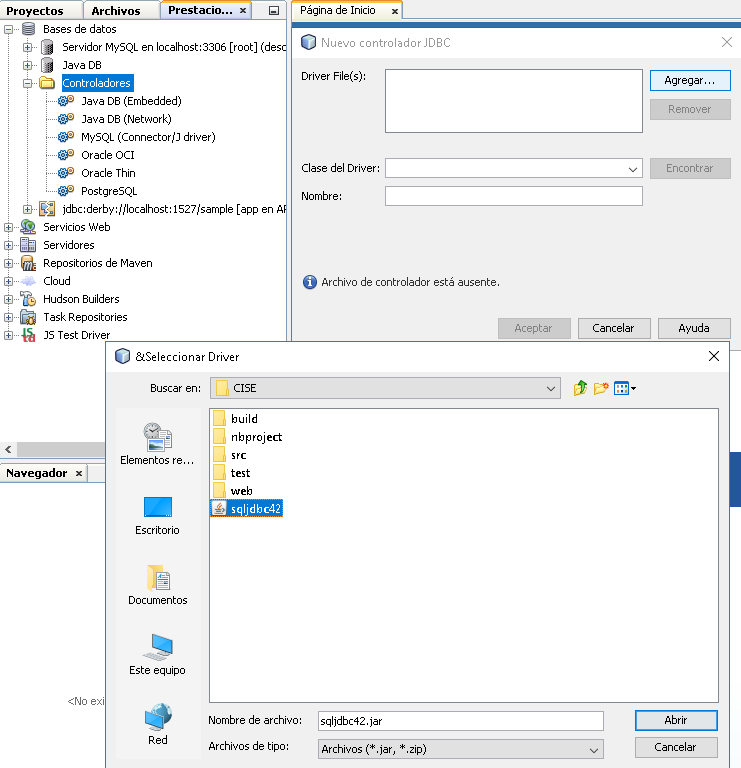 Proyectos
Archivos
Prestacio...
Bases de datos
Servidor MySQL en localhost:3306 [root] (desc
Java DB
Controladores
Java DB (Embedded)
Java DB (Network)
MySQL (Connector/J driver)
Oracle OCI
Oracle Thin
PostgreSQL
jdbc:derby://localhost:1527/sample [app en AP
Servicios Web
Servidores
Repositorios de Maven
Cloud
Hudson Builders
Task Repositories
JS Test Driver
Navegador
<No exi
Página de Inicio
Nuevo controlador JDBC
Driver File(s):
Agregar...
Remover
Clase del Driver:
Encontrar
Nombre:
Archivo de controlador está ausente.
Aceptar
Cancelar
Ayuda
&Seleccionar Driver
Buscar en:
CISE
Elementos re...
Escritorio
Documentos
Este equipo
Red
build
nbproject
src
test
web
sqljdbc42
Nombre de archivo:
sqljdbc42.jar
Abrir
Archivos de tipo:
Archivos (*.jar, *.zip)
Cancelar